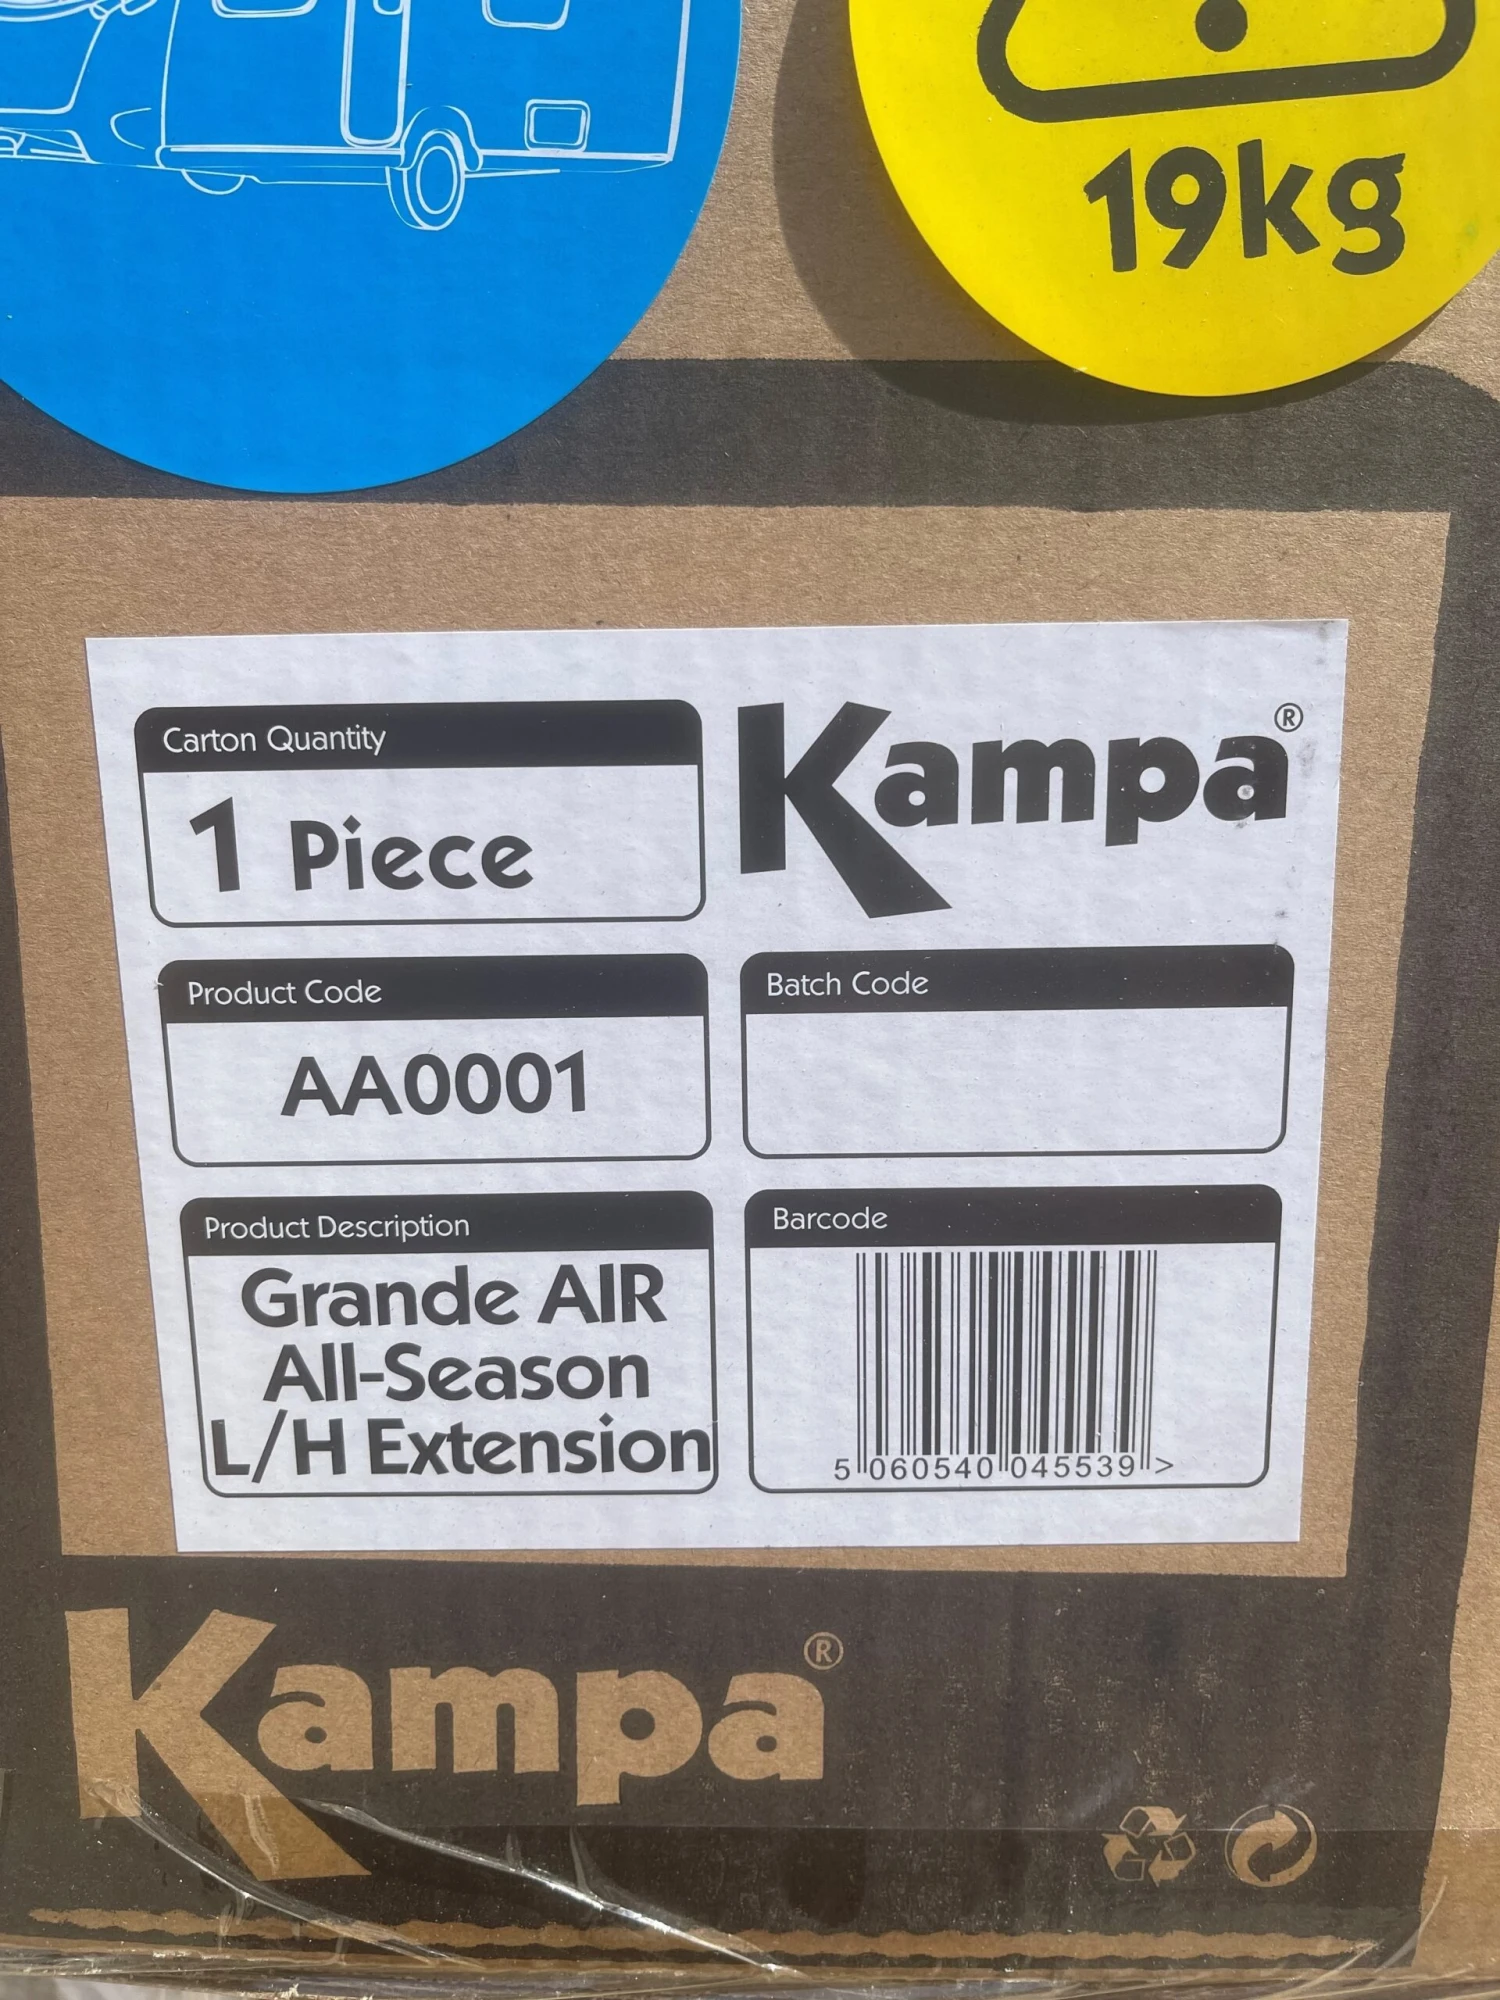 19kg
Carton Quantity
1 Piece
Kampa®
Product Code
AA0001
Batch Code
Product Description
Grande AIR
All-Season
L/H Extension
Barcode
5 060540 045539 >
Kampa®